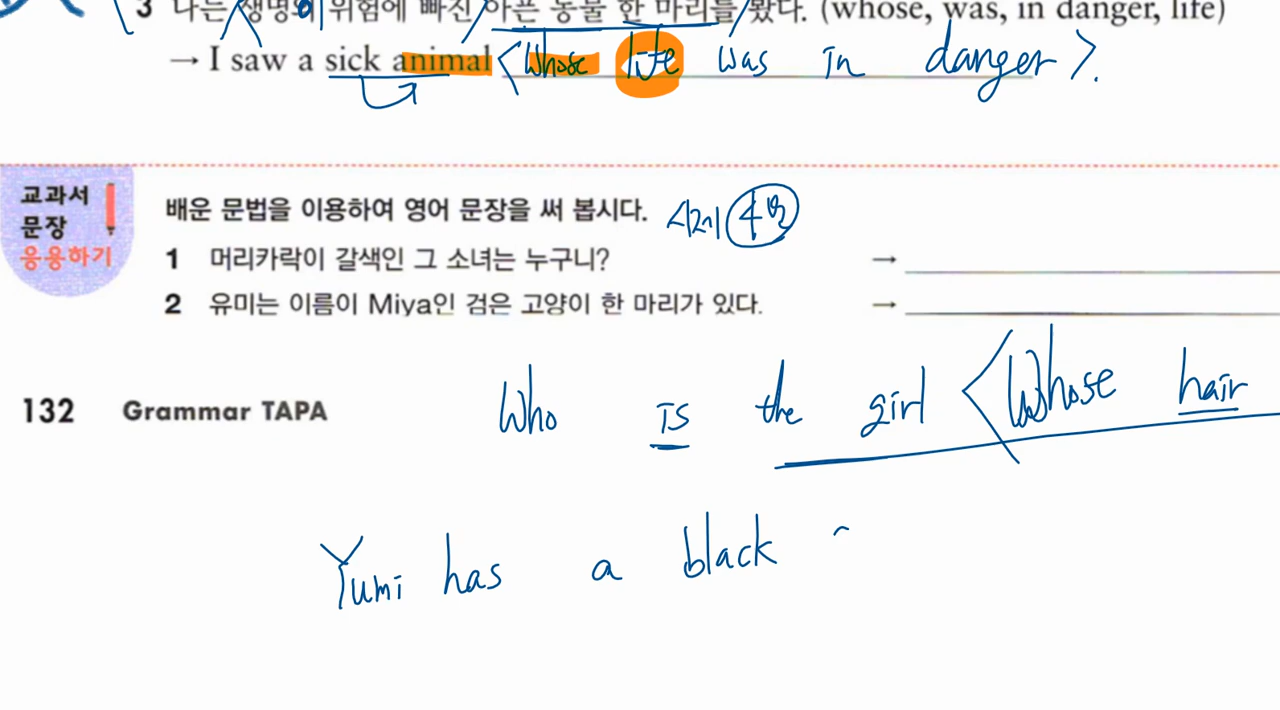 3 나는 생명의 위험에 빠진 아픈 동물 한 마리를 봤다. (whose, was, in danger, life)
→ I saw a sick animal <whose life was in danger>.
교과서
문장
응용하기
배운 문법을 이용하여 영어 문장을 써 봅시다.
1 머리카락이 갈색인 그 소녀는 누구니? →
2 유미는 이름이 Miya인 검은 고양이 한 마리가 있다. →
132 Grammar TAPA
Who is the girl <whose hair
Yumi has a black